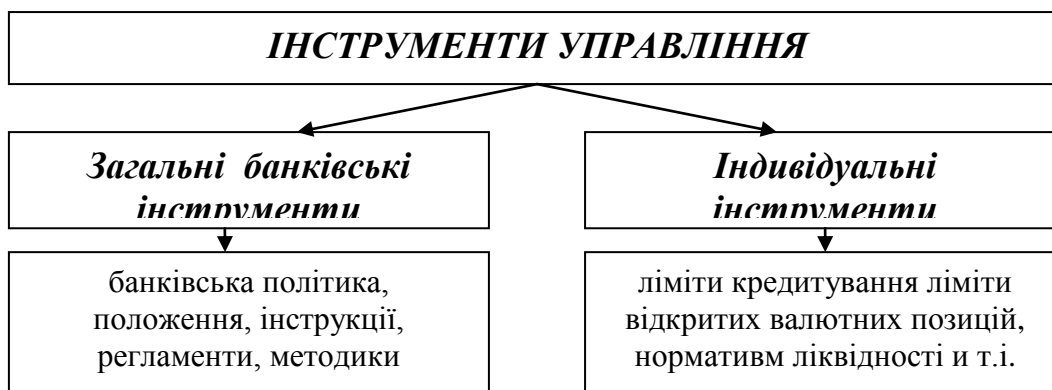 ІНСТРУМЕНТИ УПРАВЛІННЯ
Загальні банківські
інструменти
Індивідуальні
інструменти
банківська політика,
положення, інструкції,
регламенти, методики
ліміти кредитування ліміти
відкритих валютних позицій,
нормативм ліквідності и т.і.